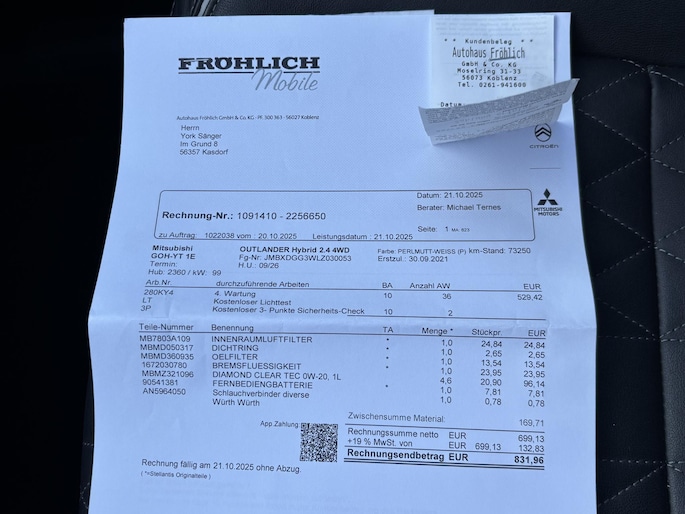 FRÖHLICH
Mobile
* * Kundenbeleg * *
Autohaus Fröhlich
GmbH & Co. KG
Moselring 31-33
56073 Koblenz
Tel. 0261-941600
Datum
Autohaus Fröhlich GmbH & Co. KG · PF. 300 363 · 56027 Koblenz
Herrn
York Sänger
Im Grund 8
56357 Kasdorf
CITROËN
MITSUBISHI
MOTORS
Datum: 21.10.2025
Berater: Michael Ternes
Rechnung-Nr.: 1091410 - 2256650
Seite: 1 MA: 823
zu Auftrag: 1022038 vom : 20.10.2025 Leistungsdatum : 21.10.2025
Mitsubishi OUTLANDER Hybrid 2.4 4WD Farbe: PERLMUTT-WEISS (P) km-Stand: 73250
GOH-YT 1E Fg-Nr: JMBXDGG3WLZ030053 Erstzul : 30.09.2021
Termin: H.U.: 09/26
Hub: 2360 / kW: 99
Arb.Nr. durchzuführende Arbeiten BA Anzahl AW EUR
280KY4 4. Wartung 10 36 529,42
LT Kostenloser Lichttest
3P Kostenloser 3- Punkte Sicherheits-Check 10 2
Teile-Nummer Benennung TA Menge * Stückpr. EUR
MB7803A109 INNENRAUMLUFTFILTER * 1,0 24,84 24,84
MBMD050317 DICHTRING * 1,0 2,65 2,65
MBMD360935 OELFILTER * 1,0 13,54 13,54
1672030780 BREMSFLUESSIGKEIT * 1,0 23,95 23,95
MBMZ321096 DIAMOND CLEAR TEC 0W-20, 1L 4,6 20,90 96,14
90541381 FERNBEDIENGBATTERIE * 1,0 7,81 7,81
AN5964050 Schlauchverbinder diverse 1,0 0,78 0,78
Würth Würth
Zwischensumme Material: 169,71
App.Zahlung:
Rechnungssumme netto EUR 699,13
+19 % MwSt. von EUR 699,13 132,83
Rechnungsendbetrag EUR 831,96
Rechnung fällig am 21.10.2025 ohne Abzug.
( *=Stellantis Originalteile )